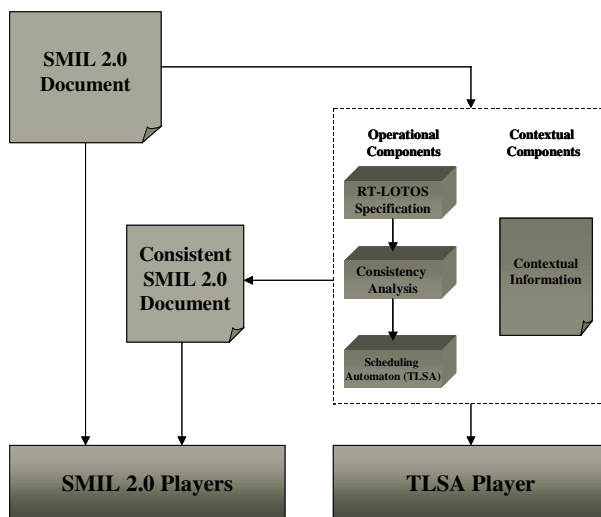 SMIL 2.0
Document
Operational
Components
Contextual
Components
RT-LOTOS
Specification
Consistent
SMIL 2.0
Document
Consistency
Analysis
Contextual
Information
Scheduling
Automaton (TLSA)
SMIL 2.0 Players
TLSA Player